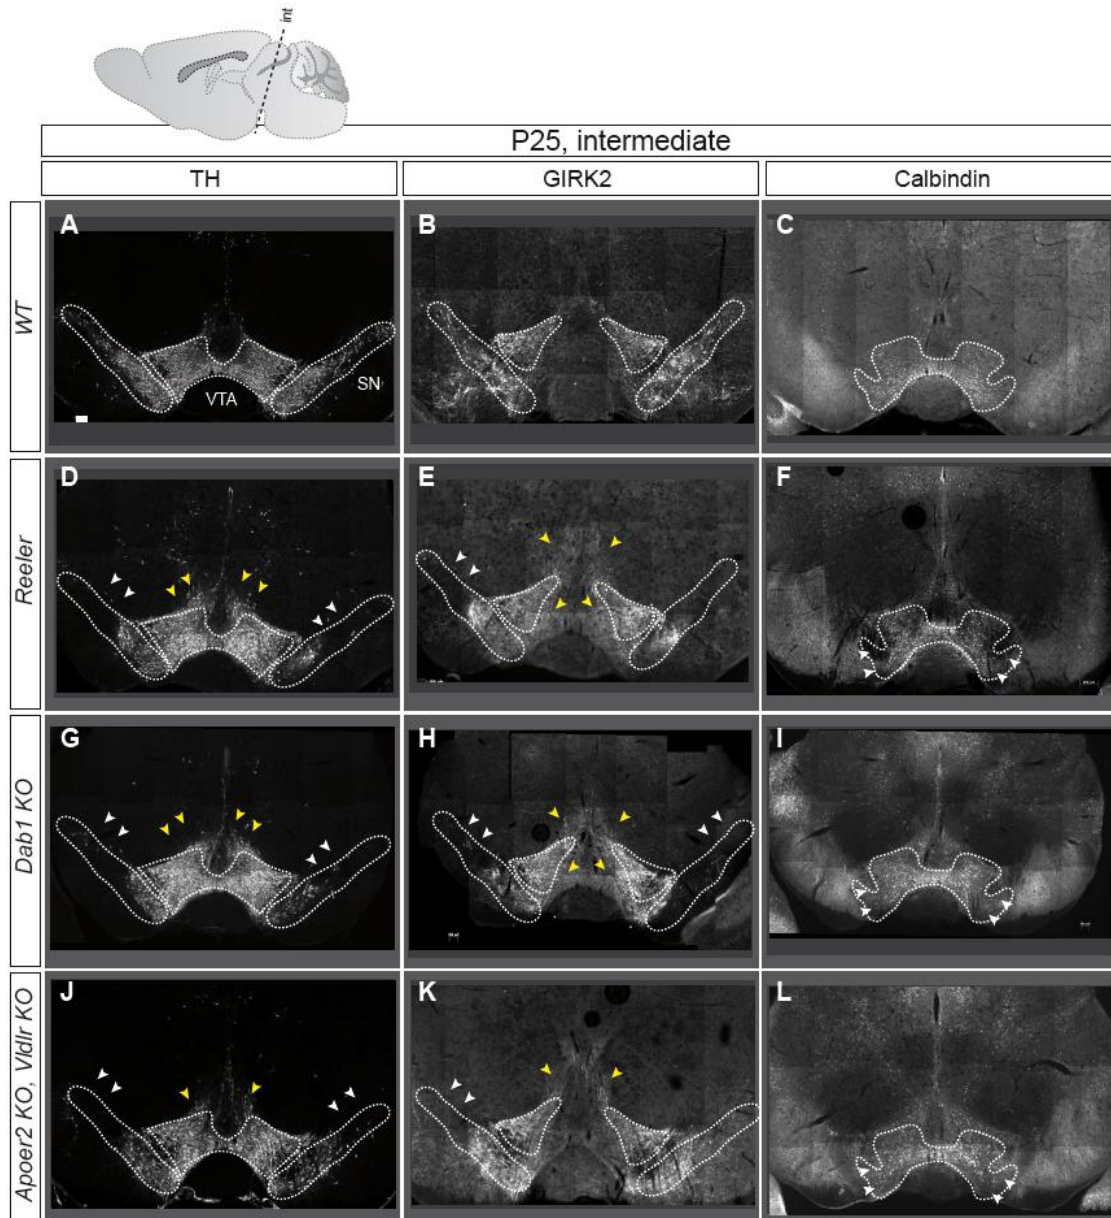 int
P25, intermediate
TH GIRK2 Calbindin
WT
A B C
VTA SN
Reeler
D E F
Dab1 KO
G H I
Apoer2 KO, Vldlr KO
J K L